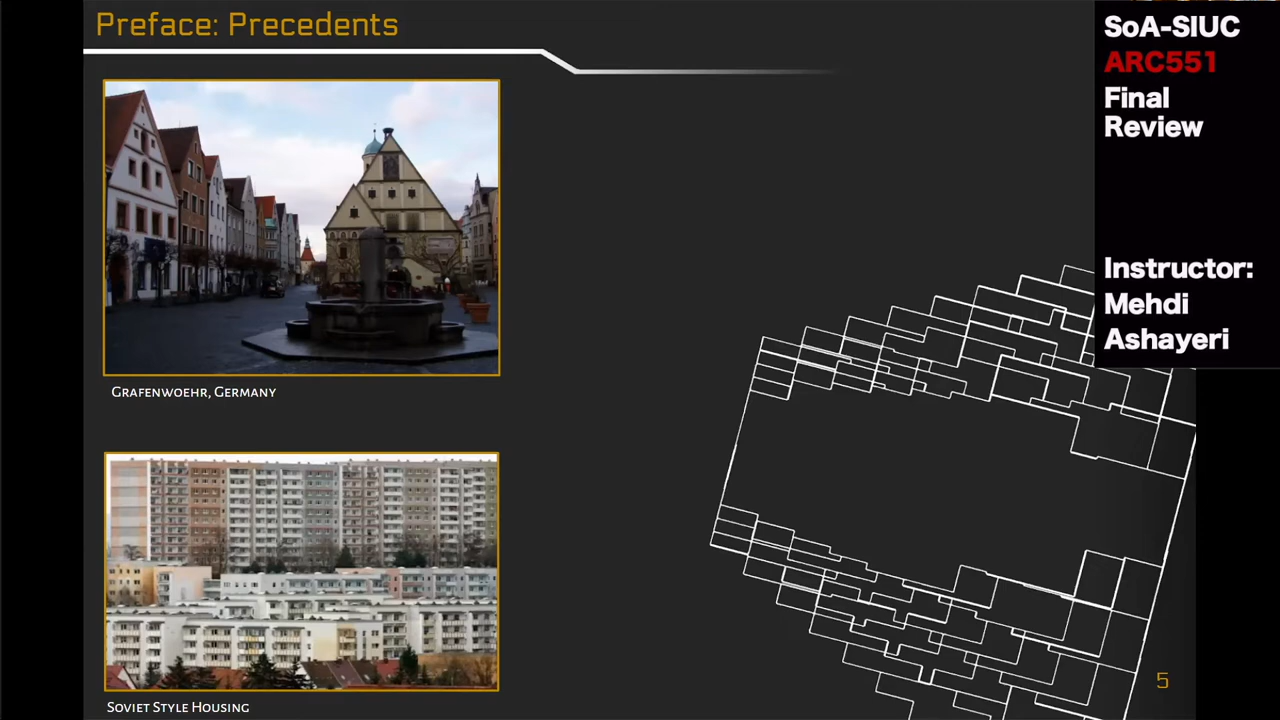 Preface: Precedents
SoA-SIUC
ARC551
Final
Review
Instructor:
Mehdi
Ashayeri
Grafenwoehr, Germany
Soviet Style Housing
5